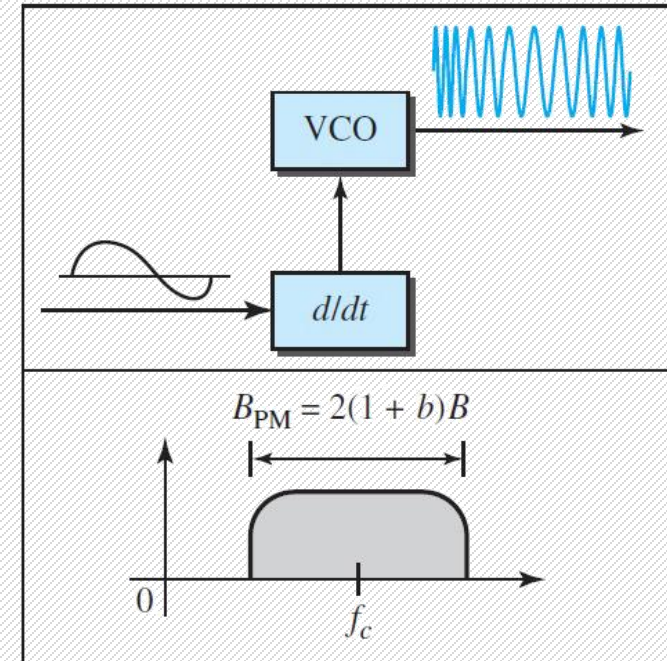 VCO
d/dt
B_PM = 2(1 + b)B
0
f_c